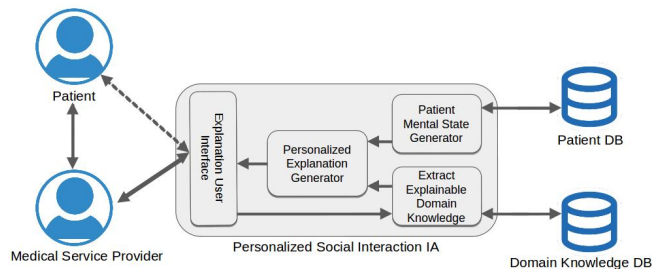 Patient
Medical Service Provider
Explanation User
Interface
Personalized
Explanation
Generator
Patient
Mental State
Generator
Extract
Explainable
Domain
Knowledge
Personalized Social Interaction IA
Patient DB
Domain Knowledge DB